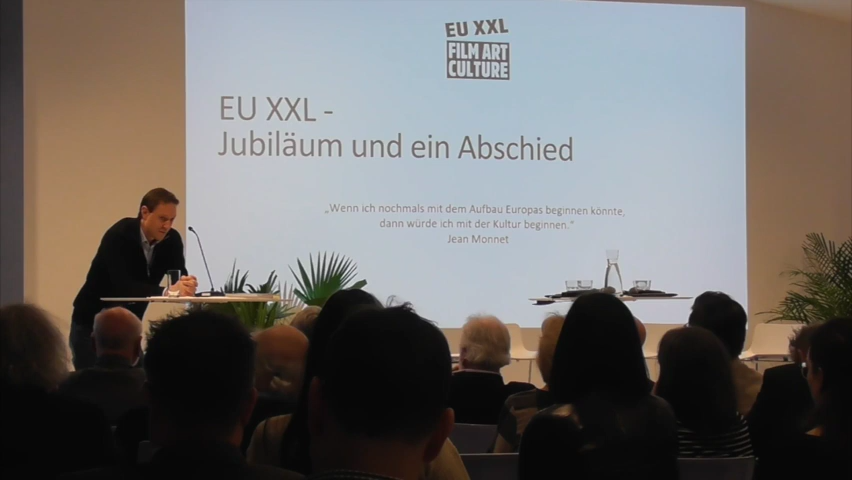 EU XXL
FILM ART
CULTURE
EU XXL -
Jubiläum und ein Abschied
„Wenn ich nochmals mit dem Aufbau Europas beginnen könnte,
dann würde ich mit der Kultur beginnen."
Jean Monnet